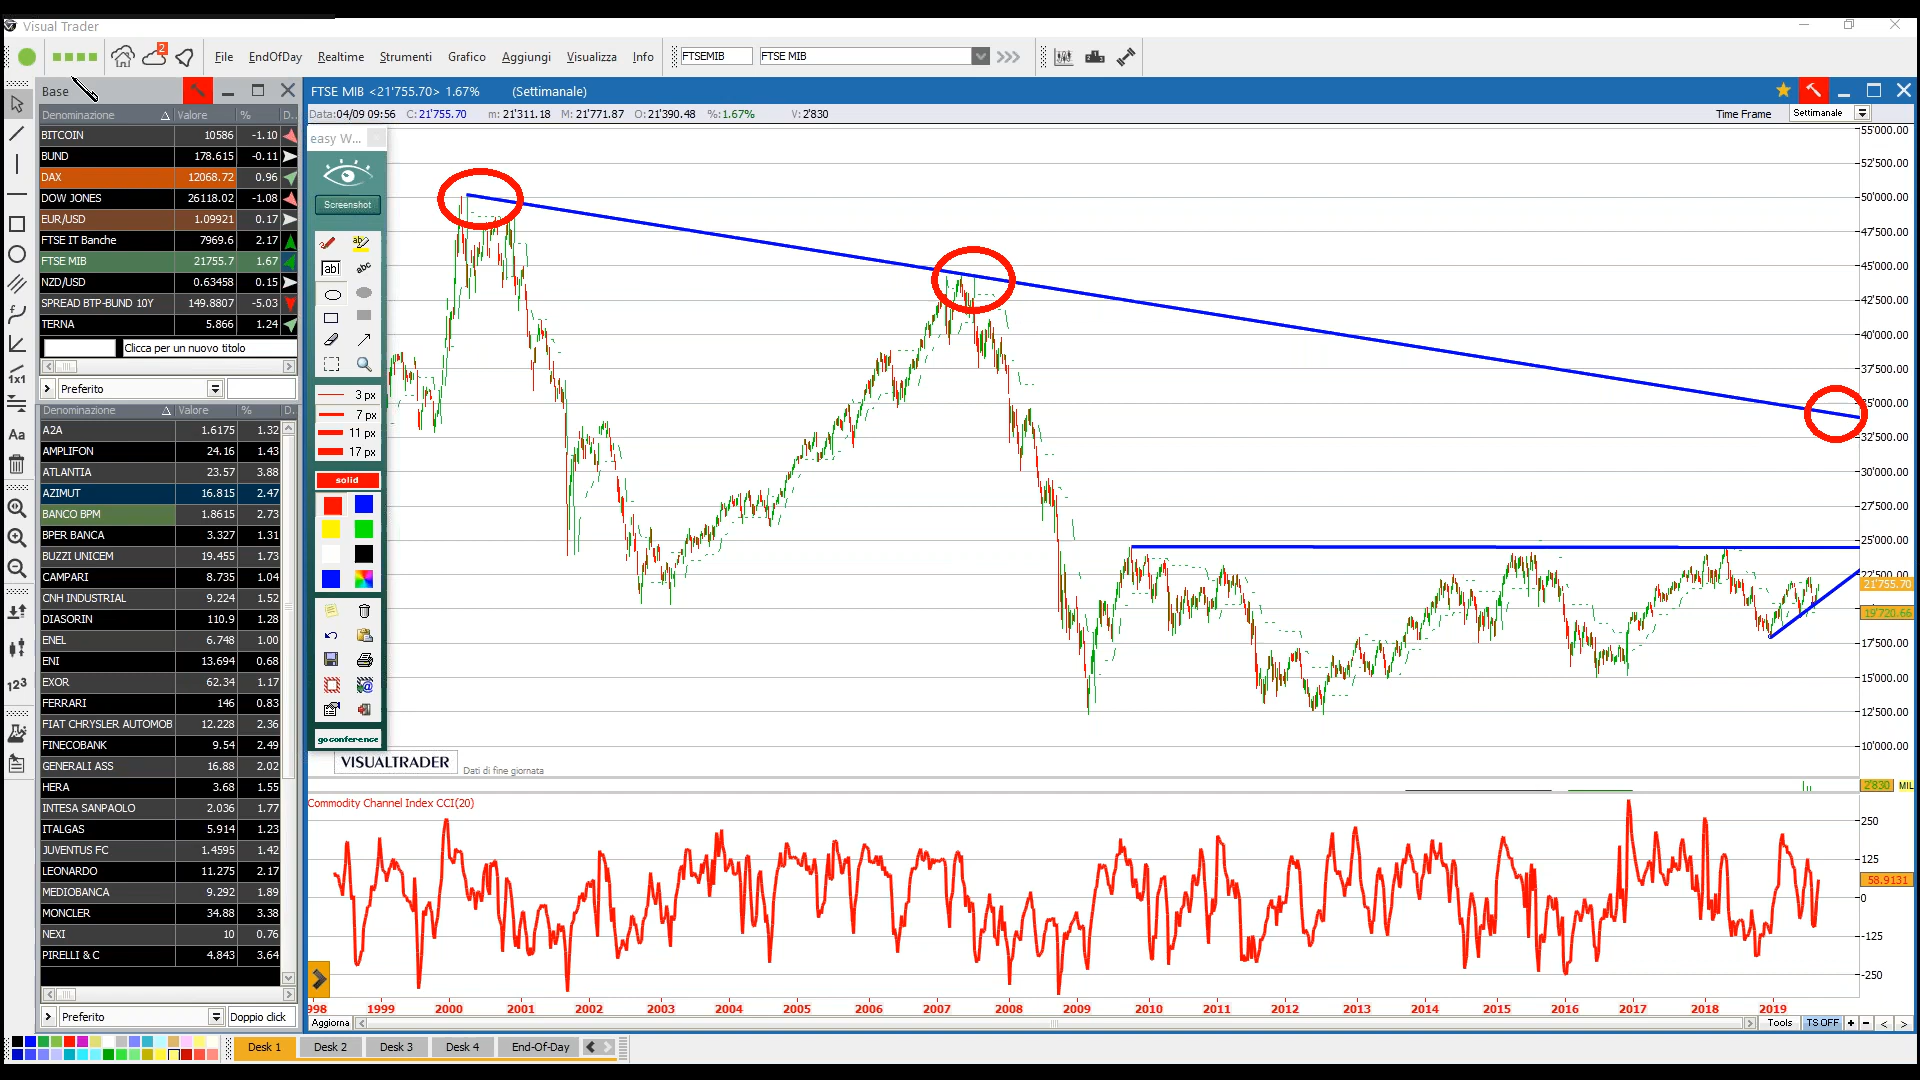 Visual Trader
2 File EndOfDay Realtime Strumenti Grafico Aggiungi Visualizza Info FTSEMIB FTSE MIB
Base
FTSE MIB <21'755.70> 1.67% (Settimanale)
Data:04/09 09:56 C: 21'755.70 m: 21'311.18 M: 21'771.87 O: 21'390.48 %:1.67% V: 2'830 Time Frame Settimanale
Denominazione Valore % D.
BITCOIN 10586 -1.10
BUND 178.615 -0.11
DAX 12068.72 0.96
DOW JONES 26118.02 -1.08
EUR/USD 1.09921 0.17
FTSE IT Banche 7969.6 2.17
FTSE MIB 21755.7 1.67
NZD/USD 0.63458 0.15
SPREAD BTP-BUND 10Y 149.8807 -5.03
TERNA 5.866 1.24
Clicca per un nuovo titolo
Preferito
Denominazione Valore % D.
A2A 1.6175 1.32
AMPLIFON 24.16 1.43
ATLANTIA 23.57 3.88
AZIMUT 16.815 2.47
BANCO BPM 1.8615 2.73
BPER BANCA 3.327 1.31
BUZZI UNICEM 19.455 1.73
CAMPARI 8.735 1.04
CNH INDUSTRIAL 9.224 1.52
DIASORIN 110.9 1.28
ENEL 6.748 1.00
ENI 13.694 0.68
EXOR 62.34 1.17
FERRARI 146 0.83
FIAT CHRYSLER AUTOMOB 12.228 2.36
FINECOBANK 9.54 2.49
GENERALI ASS 16.88 2.02
HERA 3.68 1.55
INTESA SANPAOLO 2.036 1.77
ITALGAS 5.914 1.23
JUVENTUS FC 1.4595 1.42
LEONARDO 11.275 2.17
MEDIOBANCA 9.292 1.89
MONCLER 34.88 3.38
NEXI 10 0.76
PIRELLI & C 4.843 3.64
Preferito Doppio click
1x1
Aa
123
easy W...
Screenshot
ab
ab abc
3 px
7 px
11 px
17 px
solid
goconference
VISUALTRADER Dati di fine giornata
55'000.00
52'500.00
50'000.00
47'500.00
45'000.00
42'500.00
40'000.00
37'500.00
35'000.00
32'500.00
30'000.00
27'500.00
25'000.00
22'500.00
21'755.70
19'720.66
17'500.00
15'000.00
12'500.00
10'000.00
2'830 MIL
Commodity Channel Index CCI(20)
250
125
58.9131
0
-125
-250
998 1999 2000 2001 2002 2003 2004 2005 2006 2007 2008 2009 2010 2011 2012 2013 2014 2015 2016 2017 2018 2019
Aggiorna Tools TS OFF + - < >
Desk 1 Desk 2 Desk 3 Desk 4 End-Of-Day